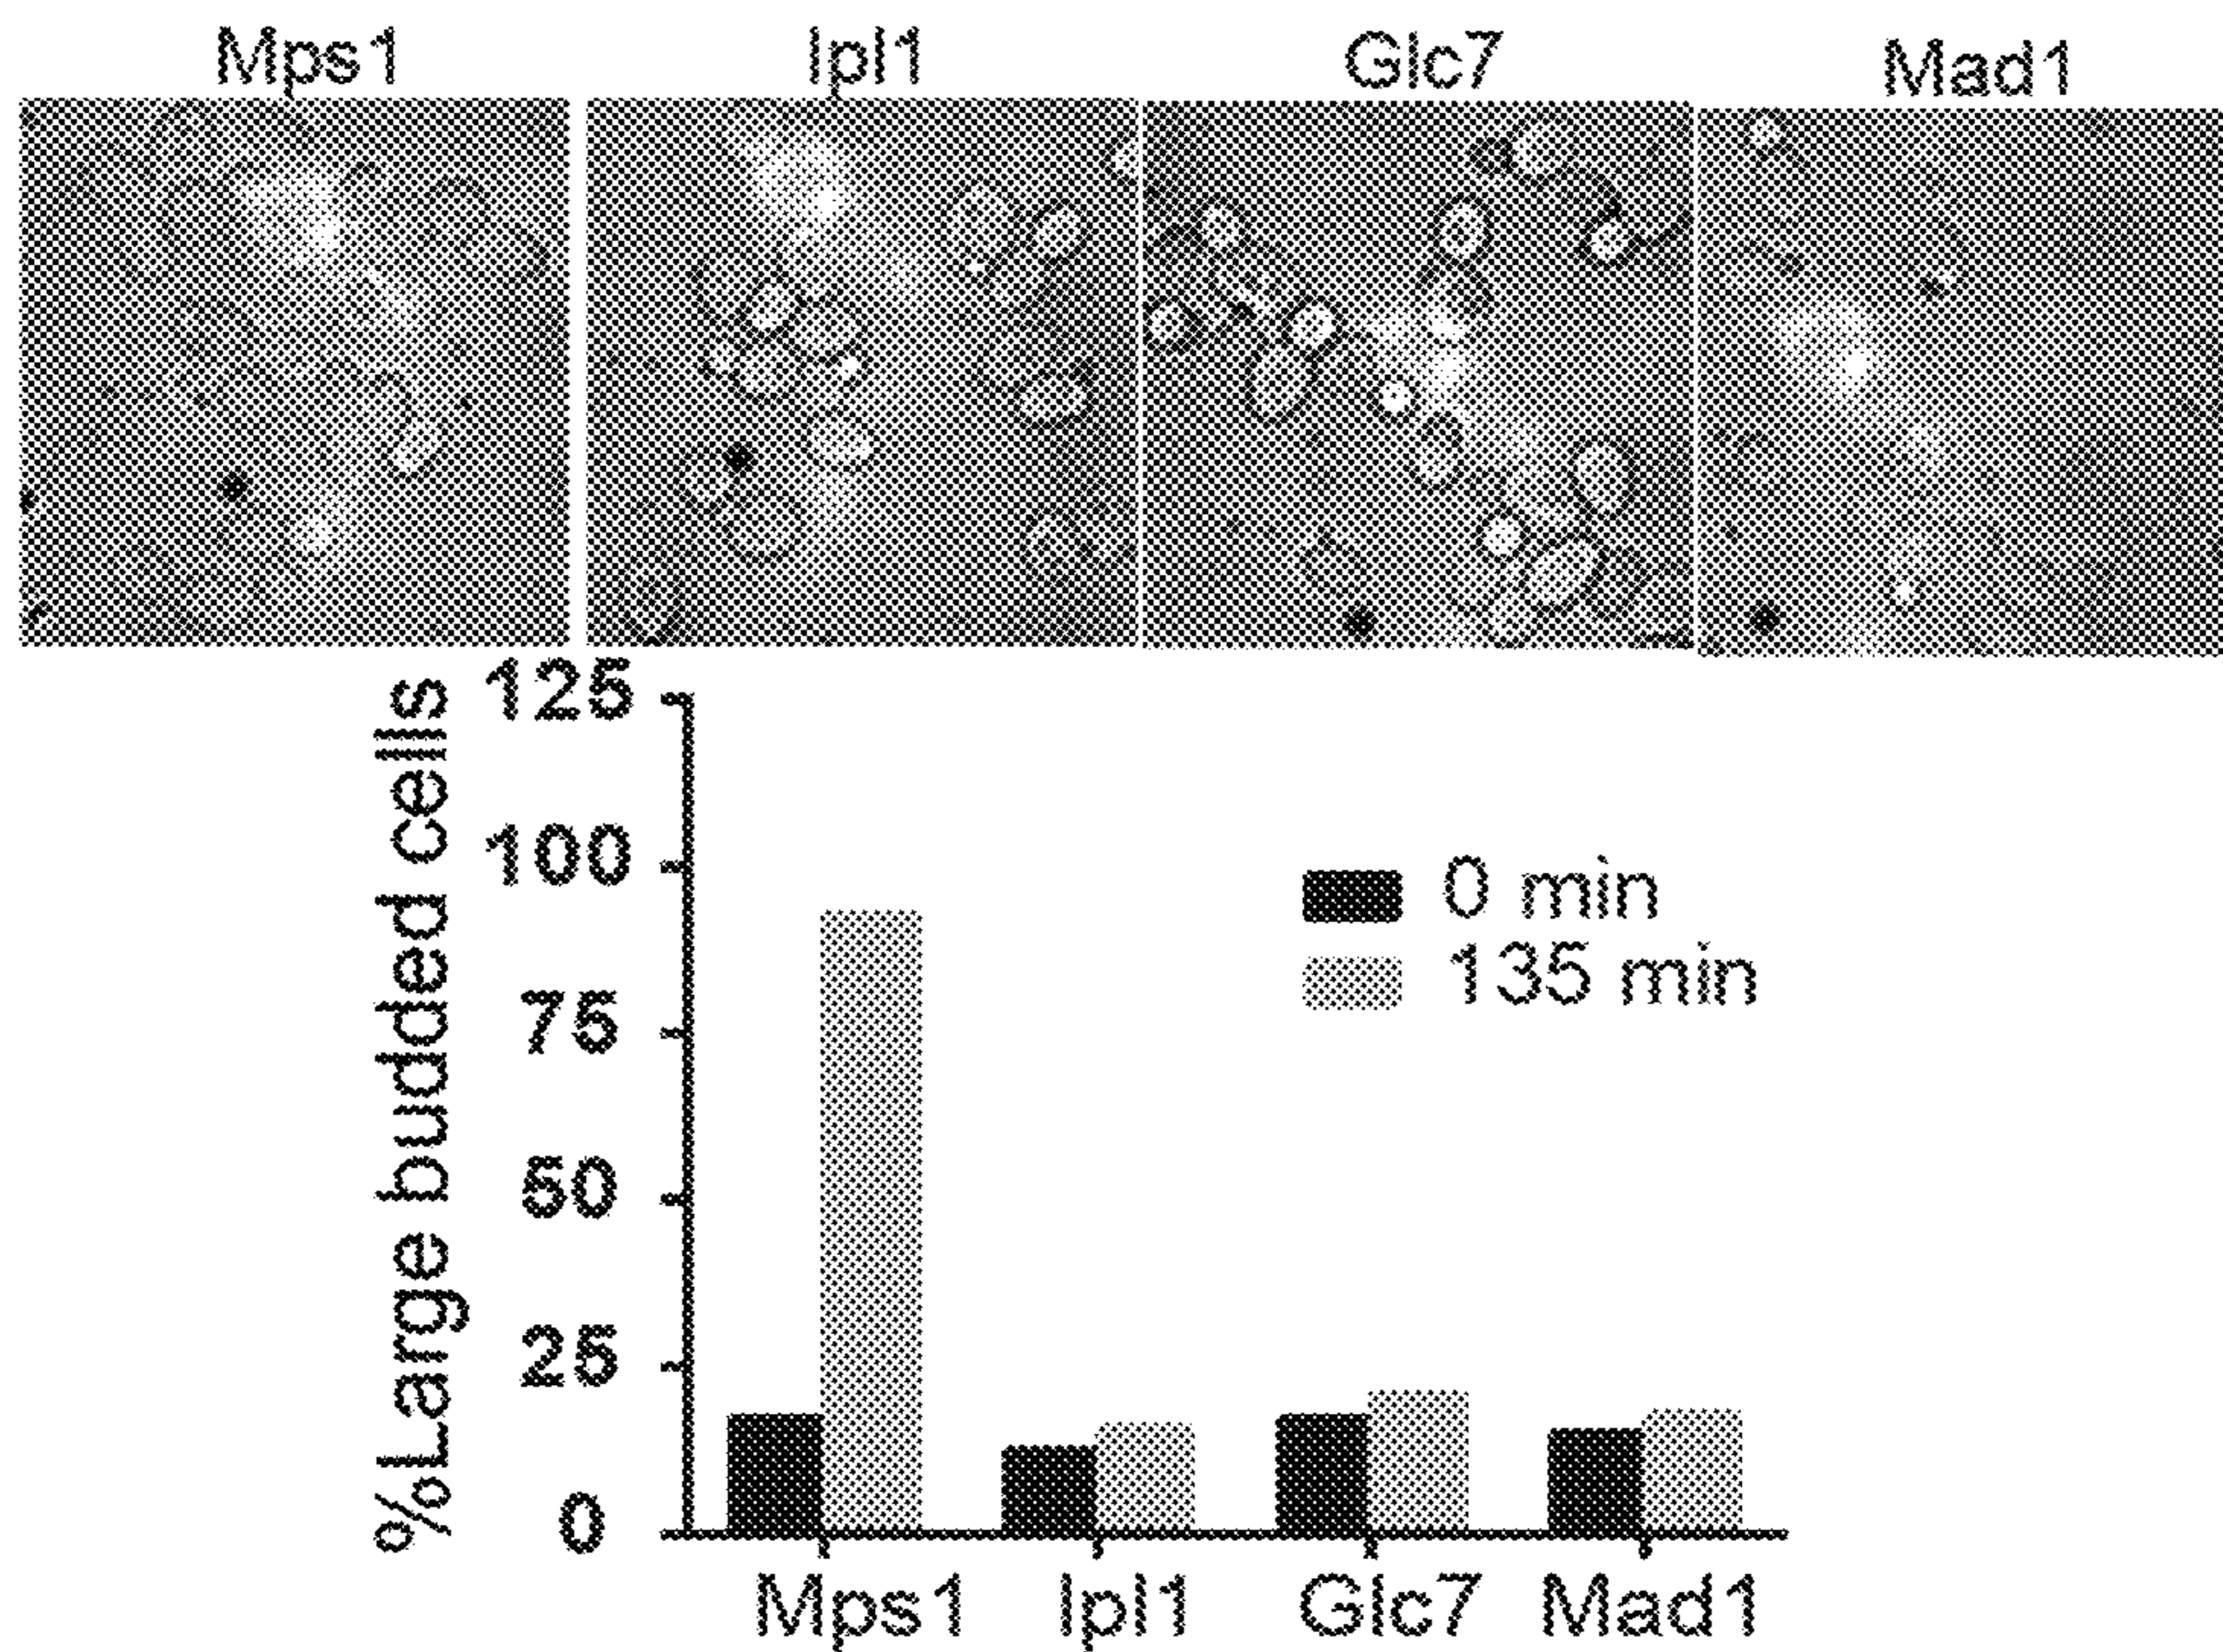 Mps1
Ipl1
Glc7
Mad1
%Large budded cells
125
100
75
50
25
0
0 min
135 min
Mps1
Ipl1
Glc7
Mad1